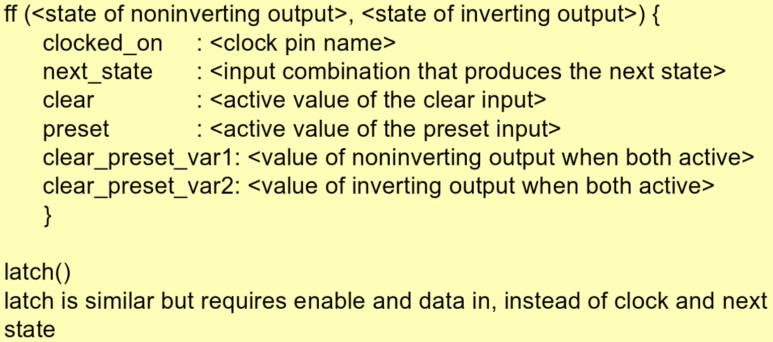 ff (<state of noninverting output>, <state of inverting output>) {
clocked_on : <clock pin name>
next_state : <input combination that produces the next state>
clear : <active value of the clear input>
preset : <active value of the preset input>
clear_preset_var1: <value of noninverting output when both active>
clear_preset_var2: <value of inverting output when both active>
}
latch()
latch is similar but requires enable and data in, instead of clock and next
state